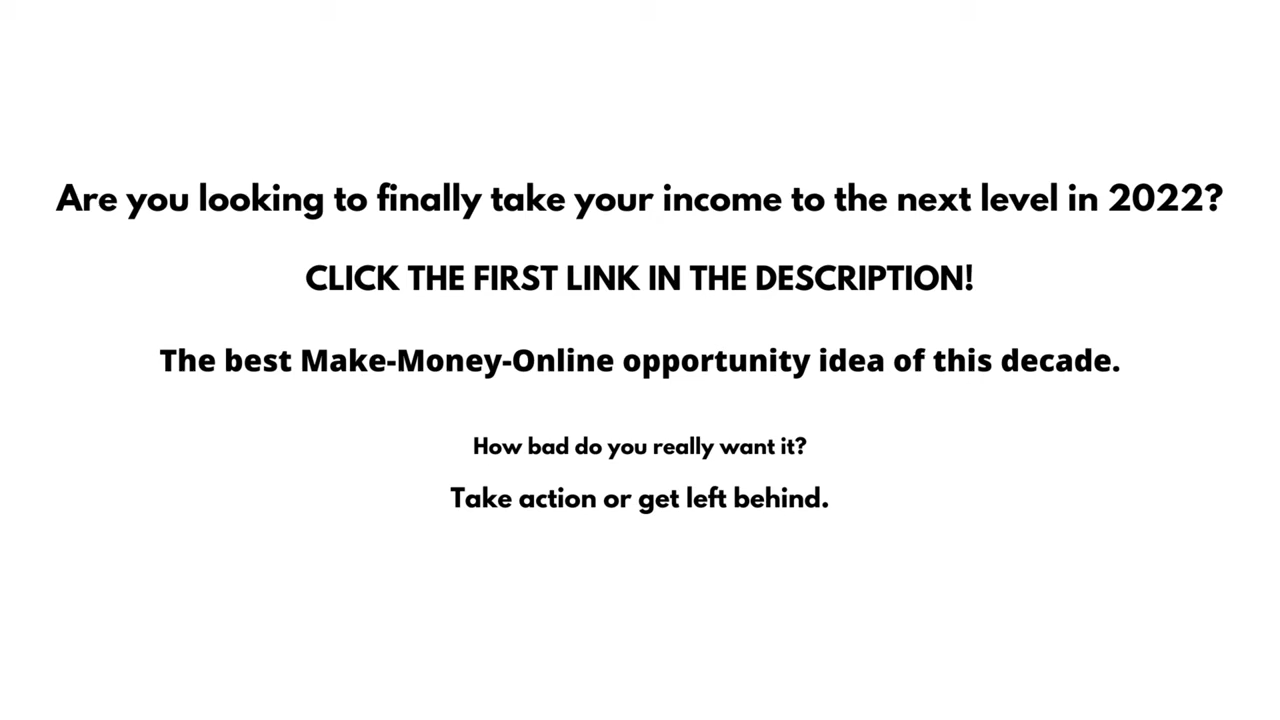 Are you looking to finally take your income to the next level in 2022?
CLICK THE FIRST LINK IN THE DESCRIPTION!
The best Make-Money-Online opportunity idea of this decade.
How bad do you really want it?
Take action or get left behind.